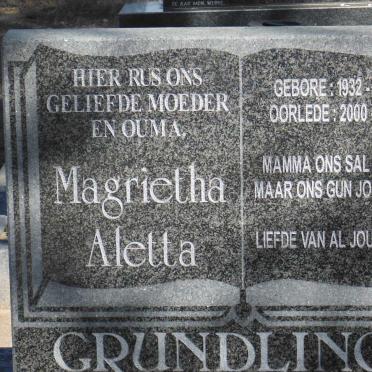 HIER RUS ONS
GELIEFDE MOEDER
EN OUMA,
Magrietha
Aletta
GEBORE : 1932 -
OORLEDE : 2000
MAMMA ONS SAL
MAAR ONS GUN JO
LIEFDE VAN AL JOU
GRUNDLING